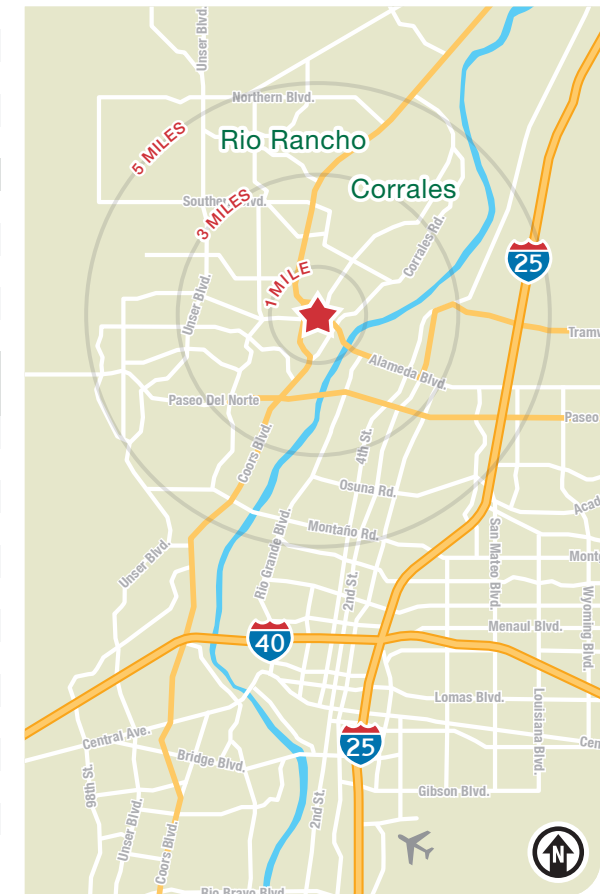 Unser Blvd.
Northern Blvd.
5 MILES
Rio Rancho
Corrales
3 MILES
Corrales Rd.
25
1 MILE
Unser Blvd.
Tramw
Alameda Blvd.
Paseo Del Norte
Paseo
4th St.
Coors Blvd.
Osuna Rd.
Acad
Montaño Rd.
San Mateo Blvd.
Rio Grande Blvd.
Unser Blvd.
Mont
2nd St.
Wyoming Blvd.
Menaul Blvd.
40
Lomas Blvd.
Louisiana Blvd.
Central Ave.
25
Cen
Bridge Blvd.
98th St.
Gibson Blvd.
2nd St.
Unser Blvd.
Coors Blvd.
N
Rio Bravo Blvd.